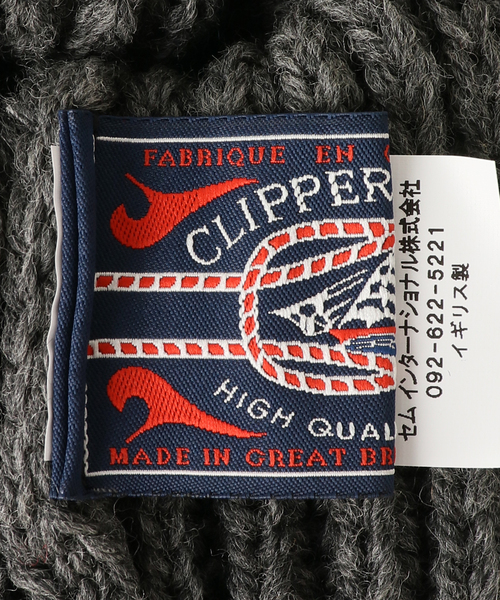 FABRIQUE EN
CLIPPER
HIGH QUAL
MADE IN GREAT BR
セムインターナショナル株式会社
092-622-5221
イギリス製